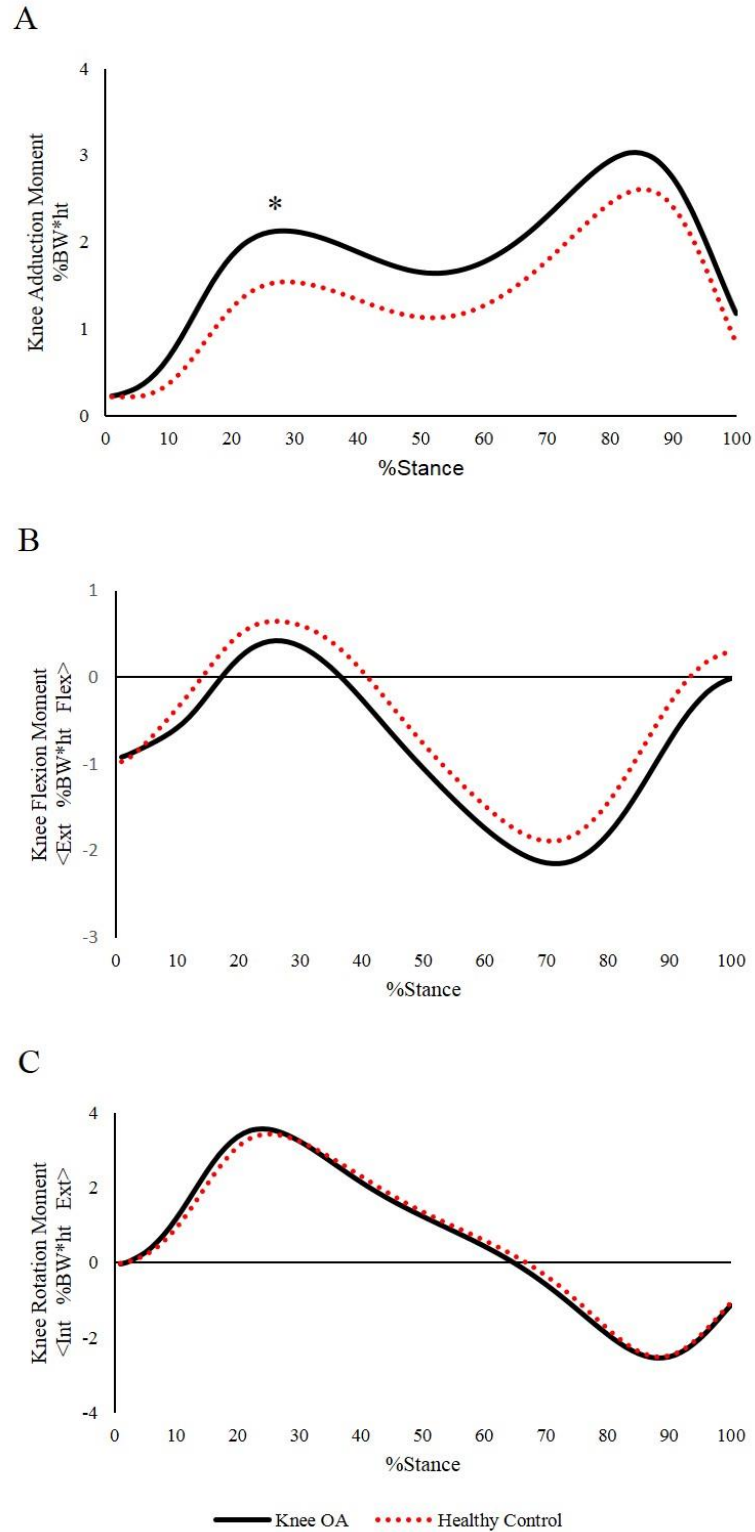 A
Knee Adduction Moment
%BW*ht
4
3
2
1
0
*
0 10 20 30 40 50 60 70 80 90 100
%Stance
B
Knee Flexion Moment
<Ext %BW*ht Flex>
1
0
-1
-2
-3
0 10 20 30 40 50 60 70 80 90 100
%Stance
C
Knee Rotation Moment
<Int %BW*ht Ext>
4
2
0
-2
-4
0 10 20 30 40 50 60 70 80 90 100
%Stance
Knee OA Healthy Control